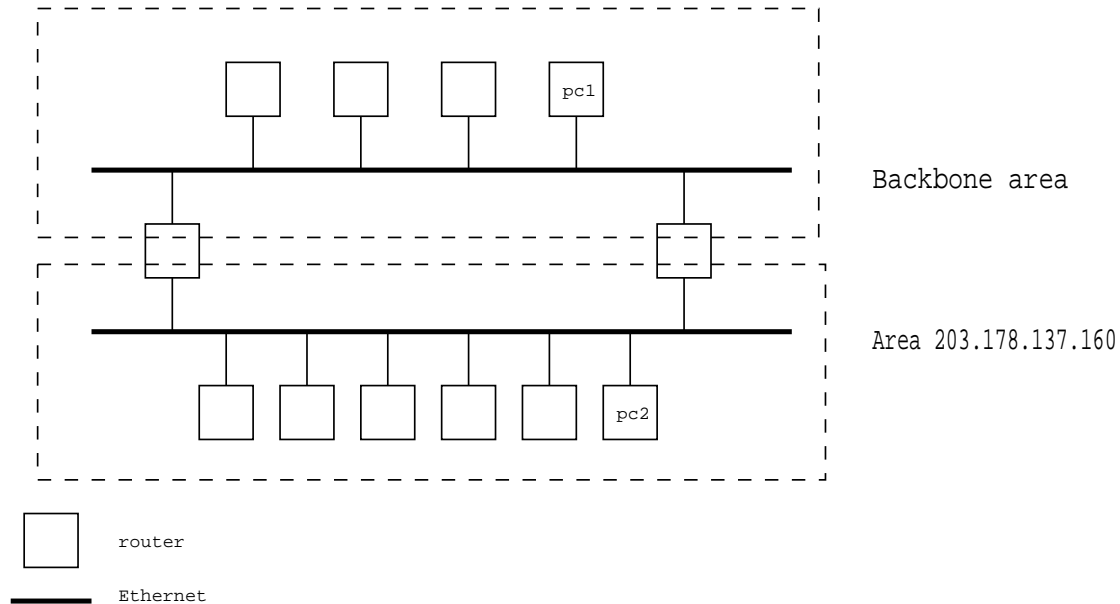 pc1
Backbone area
Area 203.178.137.160
pc2
router
Ethernet